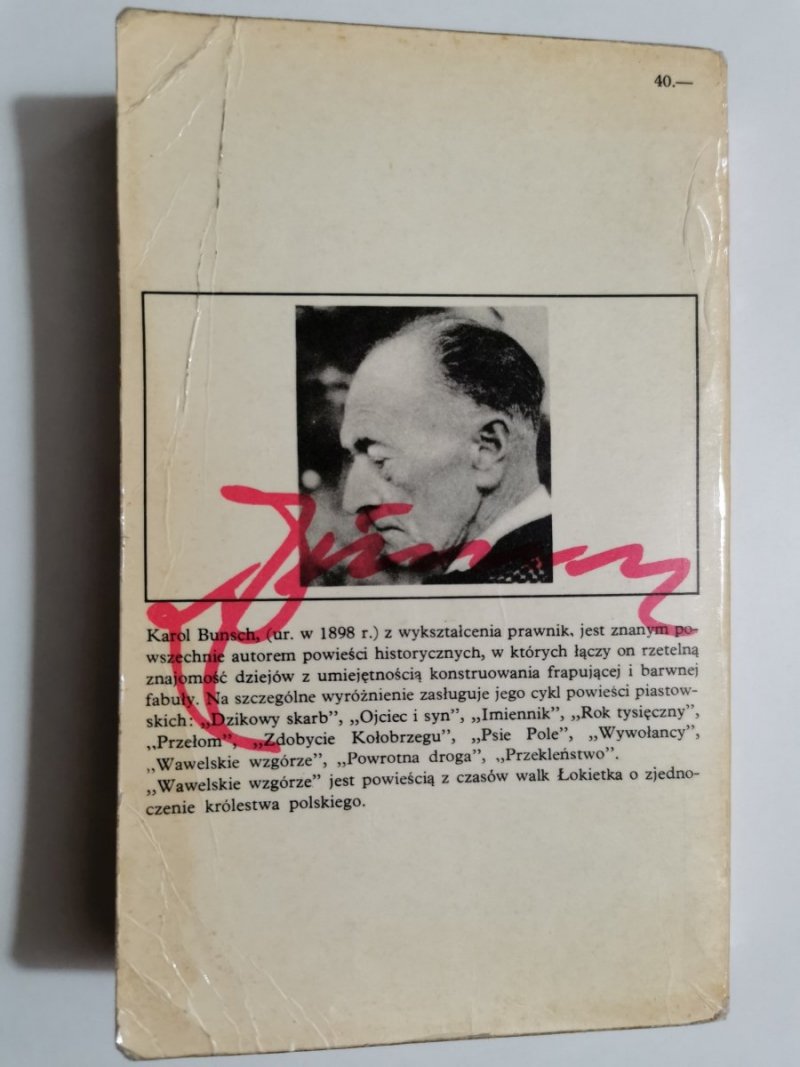 40.—
Bunsch
Karol Bunsch, (ur. w 1898 r.) z wykształcenia prawnik, jest znanym po-
wszechnie autorem powieści historycznych, w których łączy on rzetelną
znajomość dziejów z umiejętnością konstruowania frapującej i barwnej
fabuły. Na szczególne wyróżnienie zasługuje jego cykl powieści piastow-
skich: „Dzikowy skarb”, „Ojciec i syn”, „Imiennik”, „Rok tysięczny”,
„Przełom”, „Zdobycie Kołobrzegu”, „Psie Pole”, „Wywołańcy”,
„Wawelskie wzgórze”, „Powrotna droga”, „Przekleństwo”.
„Wawelskie wzgórze” jest powieścią z czasów walk Łokietka o zjedno-
czenie królestwa polskiego.